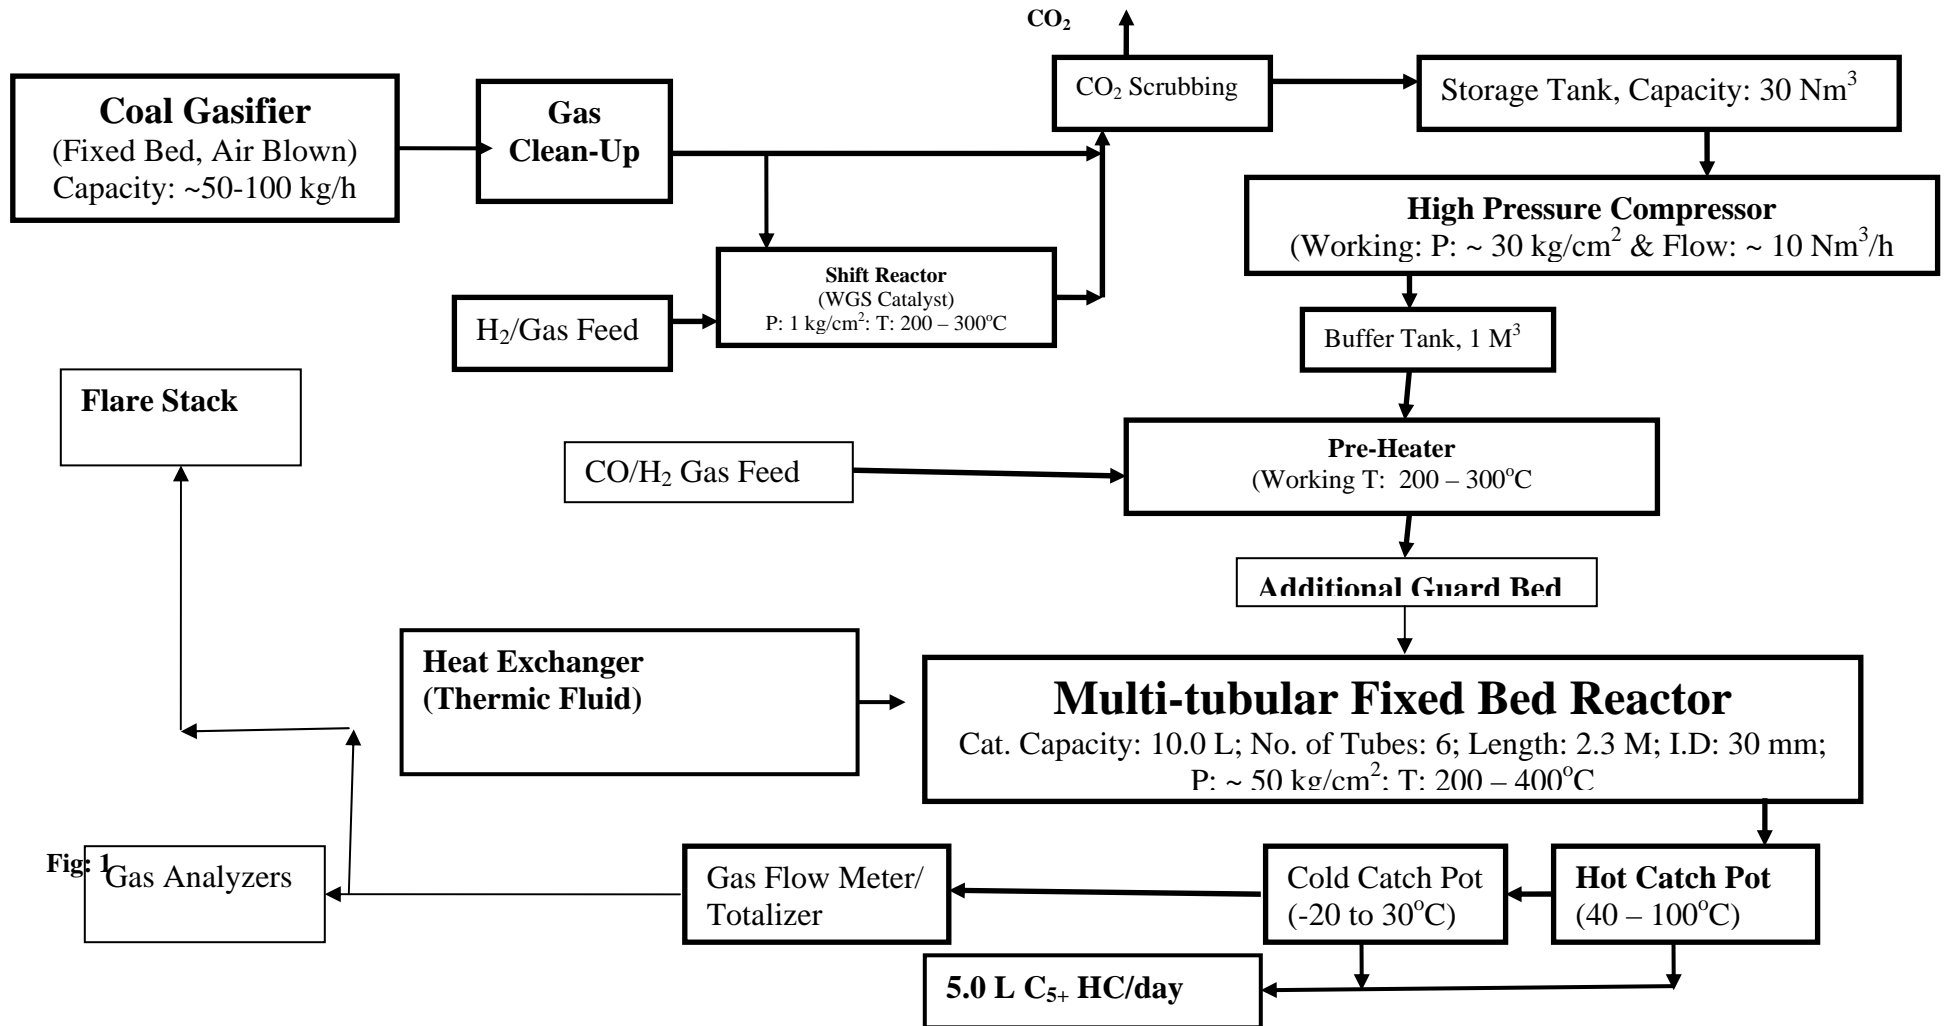 CO₂
Coal Gasifier
(Fixed Bed, Air Blown)
Capacity: ~50-100 kg/h
Gas
Clean-Up
CO₂ Scrubbing
Storage Tank, Capacity: 30 Nm³
High Pressure Compressor
(Working: P: ~ 30 kg/cm² & Flow: ~ 10 Nm³/h
Shift Reactor
(WGS Catalyst)
P: 1 kg/cm²: T: 200 – 300°C
H₂/Gas Feed
Buffer Tank, 1 M³
Flare Stack
CO/H₂ Gas Feed
Pre-Heater
(Working T: 200 – 300°C
Additional Guard Bed
Heat Exchanger
(Thermic Fluid)
Multi-tubular Fixed Bed Reactor
Cat. Capacity: 10.0 L; No. of Tubes: 6; Length: 2.3 M; I.D: 30 mm;
P: ~ 50 kg/cm²; T: 200 – 400°C
Fig: 1
Gas Analyzers
Gas Flow Meter/
Totalizer
Cold Catch Pot
(-20 to 30°C)
Hot Catch Pot
(40 – 100°C)
5.0 L C₅₊ HC/day